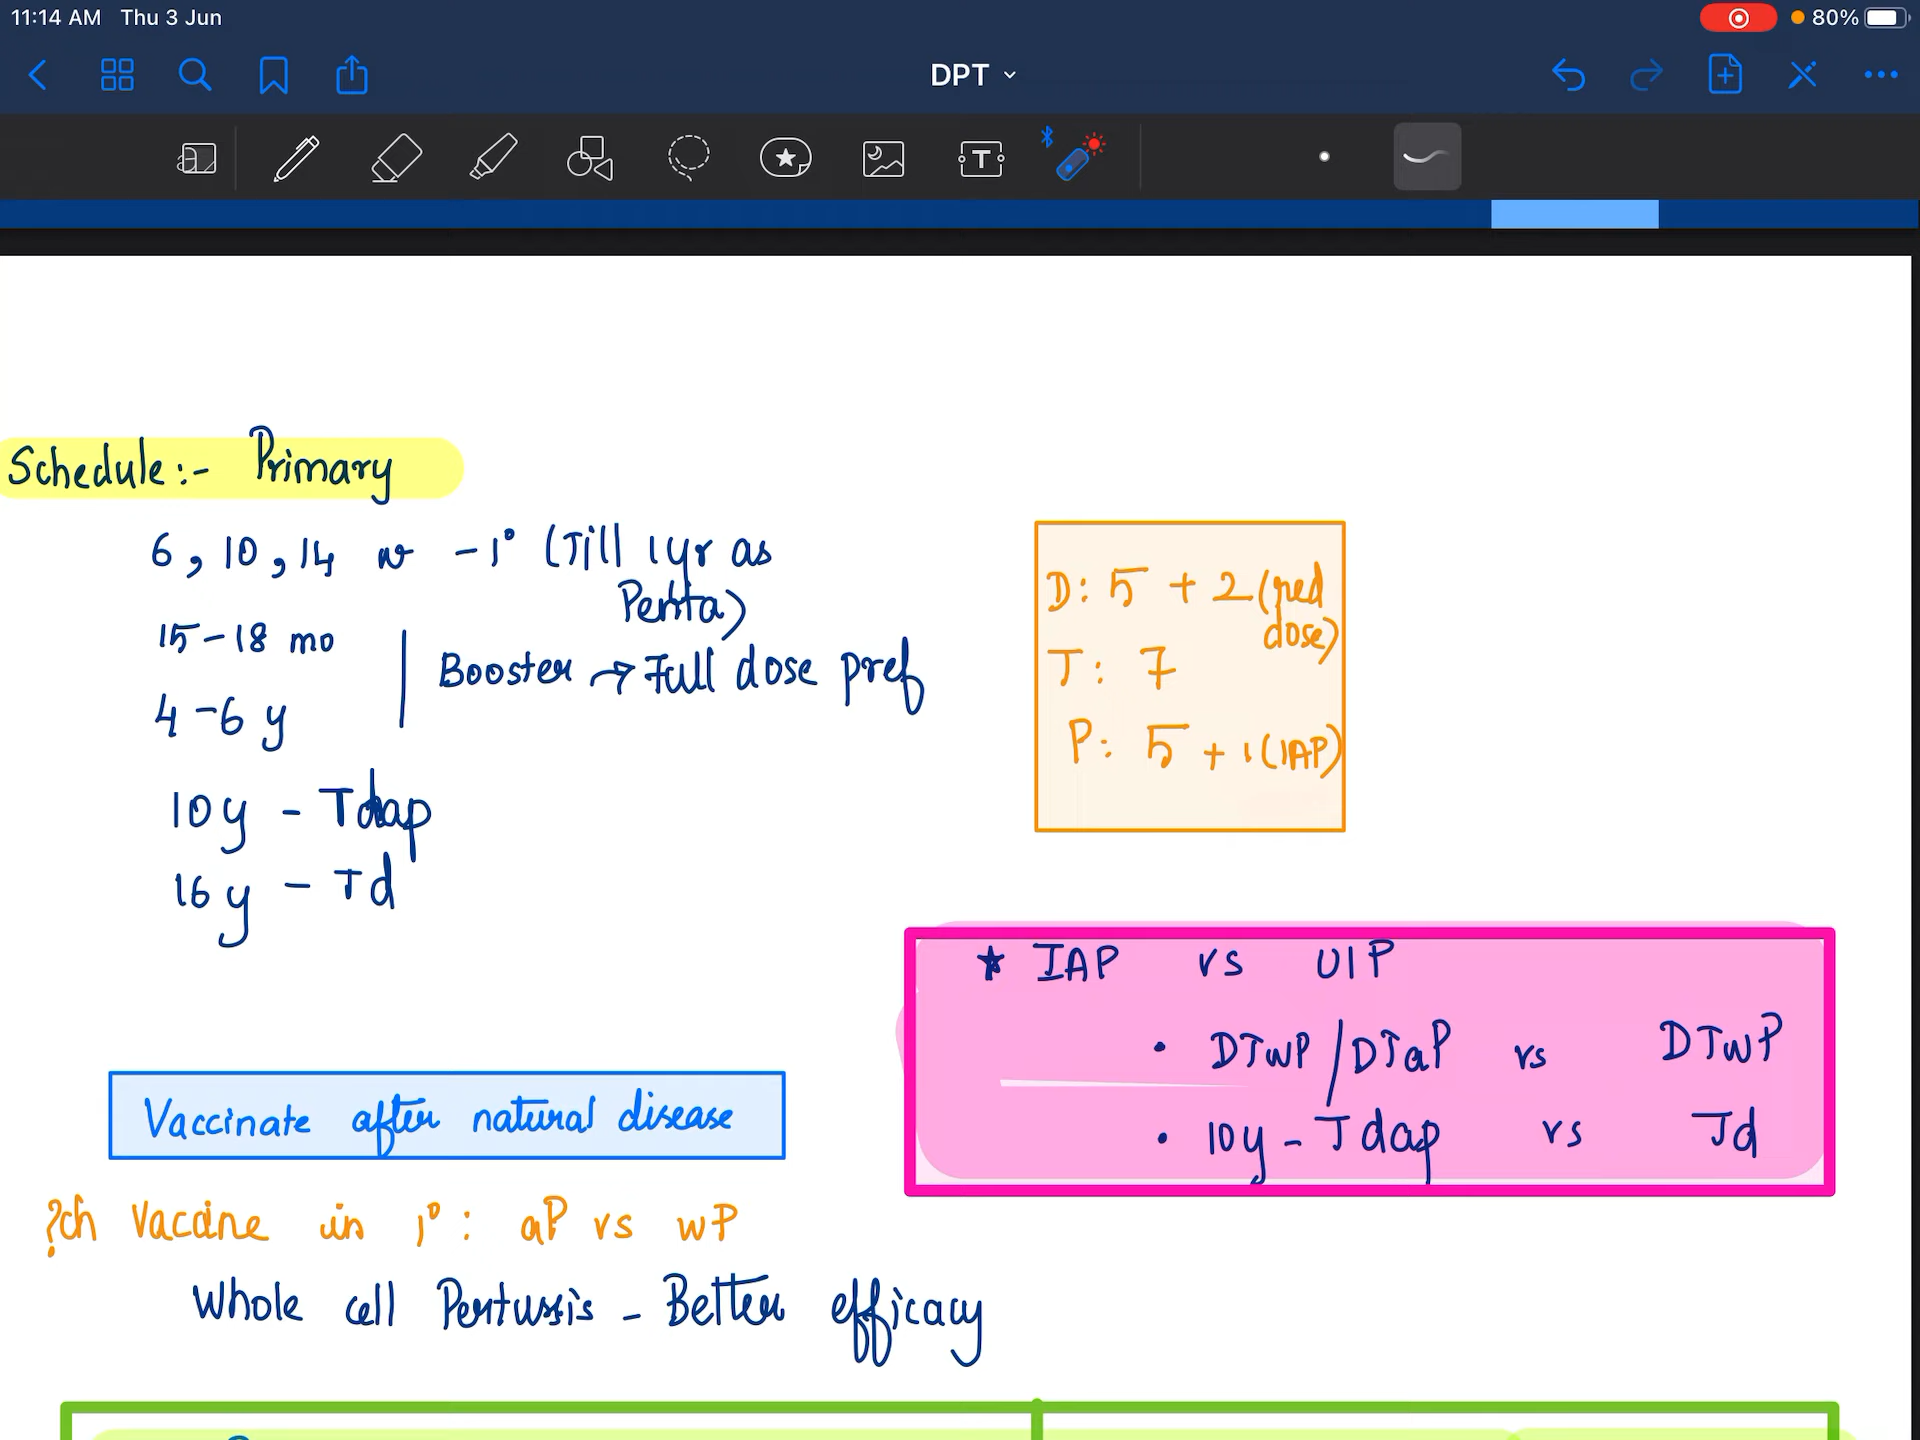 11:14 AM Thu 3 Jun
80%
DPT
T
Schedule:- Primary
6, 10, 14 w - 1° (Till 1yr as
Penta)
15-18 mo
Booster → Full dose pref
4-6 y
10y - Tdap
16y - Td
D: 5 + 2 (red
dose)
T: 7
P: 5 + 1 (IAP)
★ IAP vs UIP
• DTwP / DTaP vs DTwP
• 10y - Tdap vs Td
Vaccinate after natural disease
?ch Vaccine in 1°: aP vs wP
Whole cell Pertussis - Better efficacy